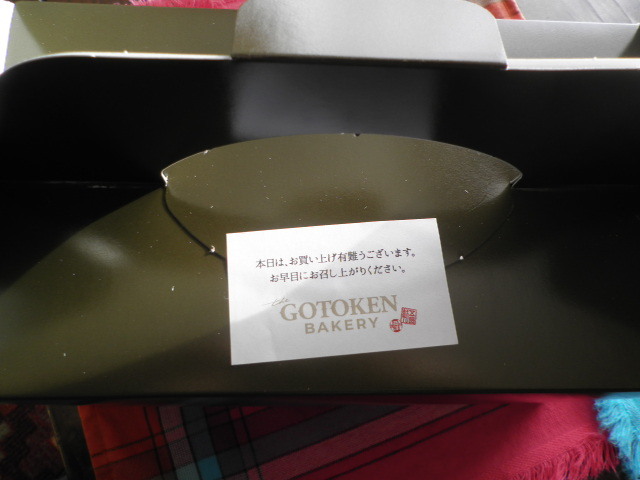 本日は、お買い上げ有難うございます。
お早目にお召し上がりください。
the
GOTOKEN
BAKERY